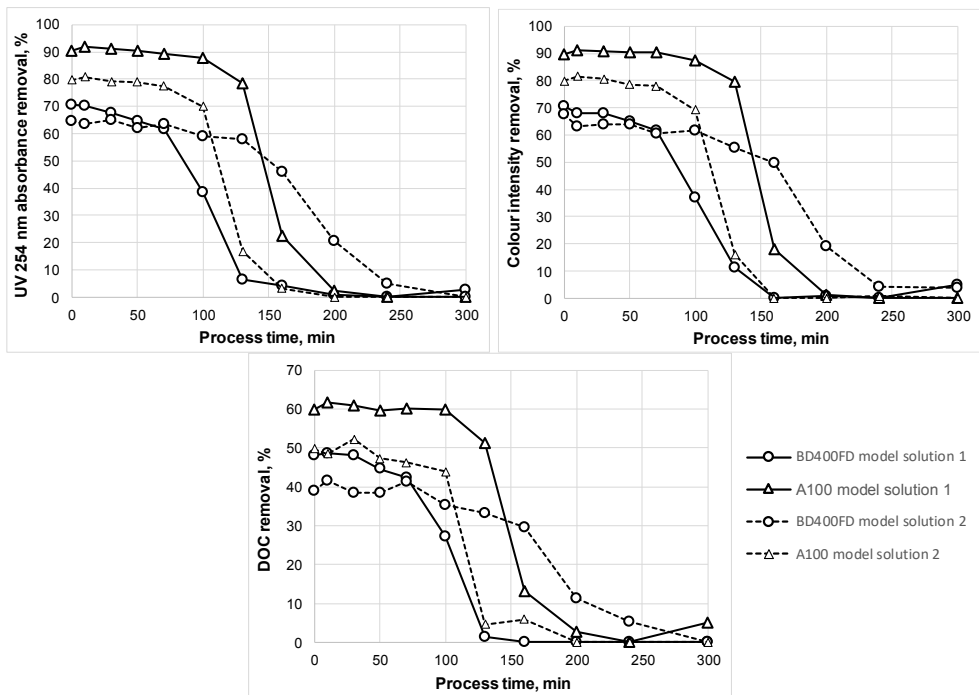 UV 254 nm absorbance removal, %
100
90
80
70
60
50
40
30
20
10
0
0 50 100 150 200 250 300
Process time, min
Colour intensity removal, %
100
90
80
70
60
50
40
30
20
10
0
0 50 100 150 200 250 300
Process time, min
DOC removal, %
70
60
50
40
30
20
10
0
0 50 100 150 200 250 300
Process time, min
BD400FD model solution 1
A100 model solution 1
BD400FD model solution 2
A100 model solution 2